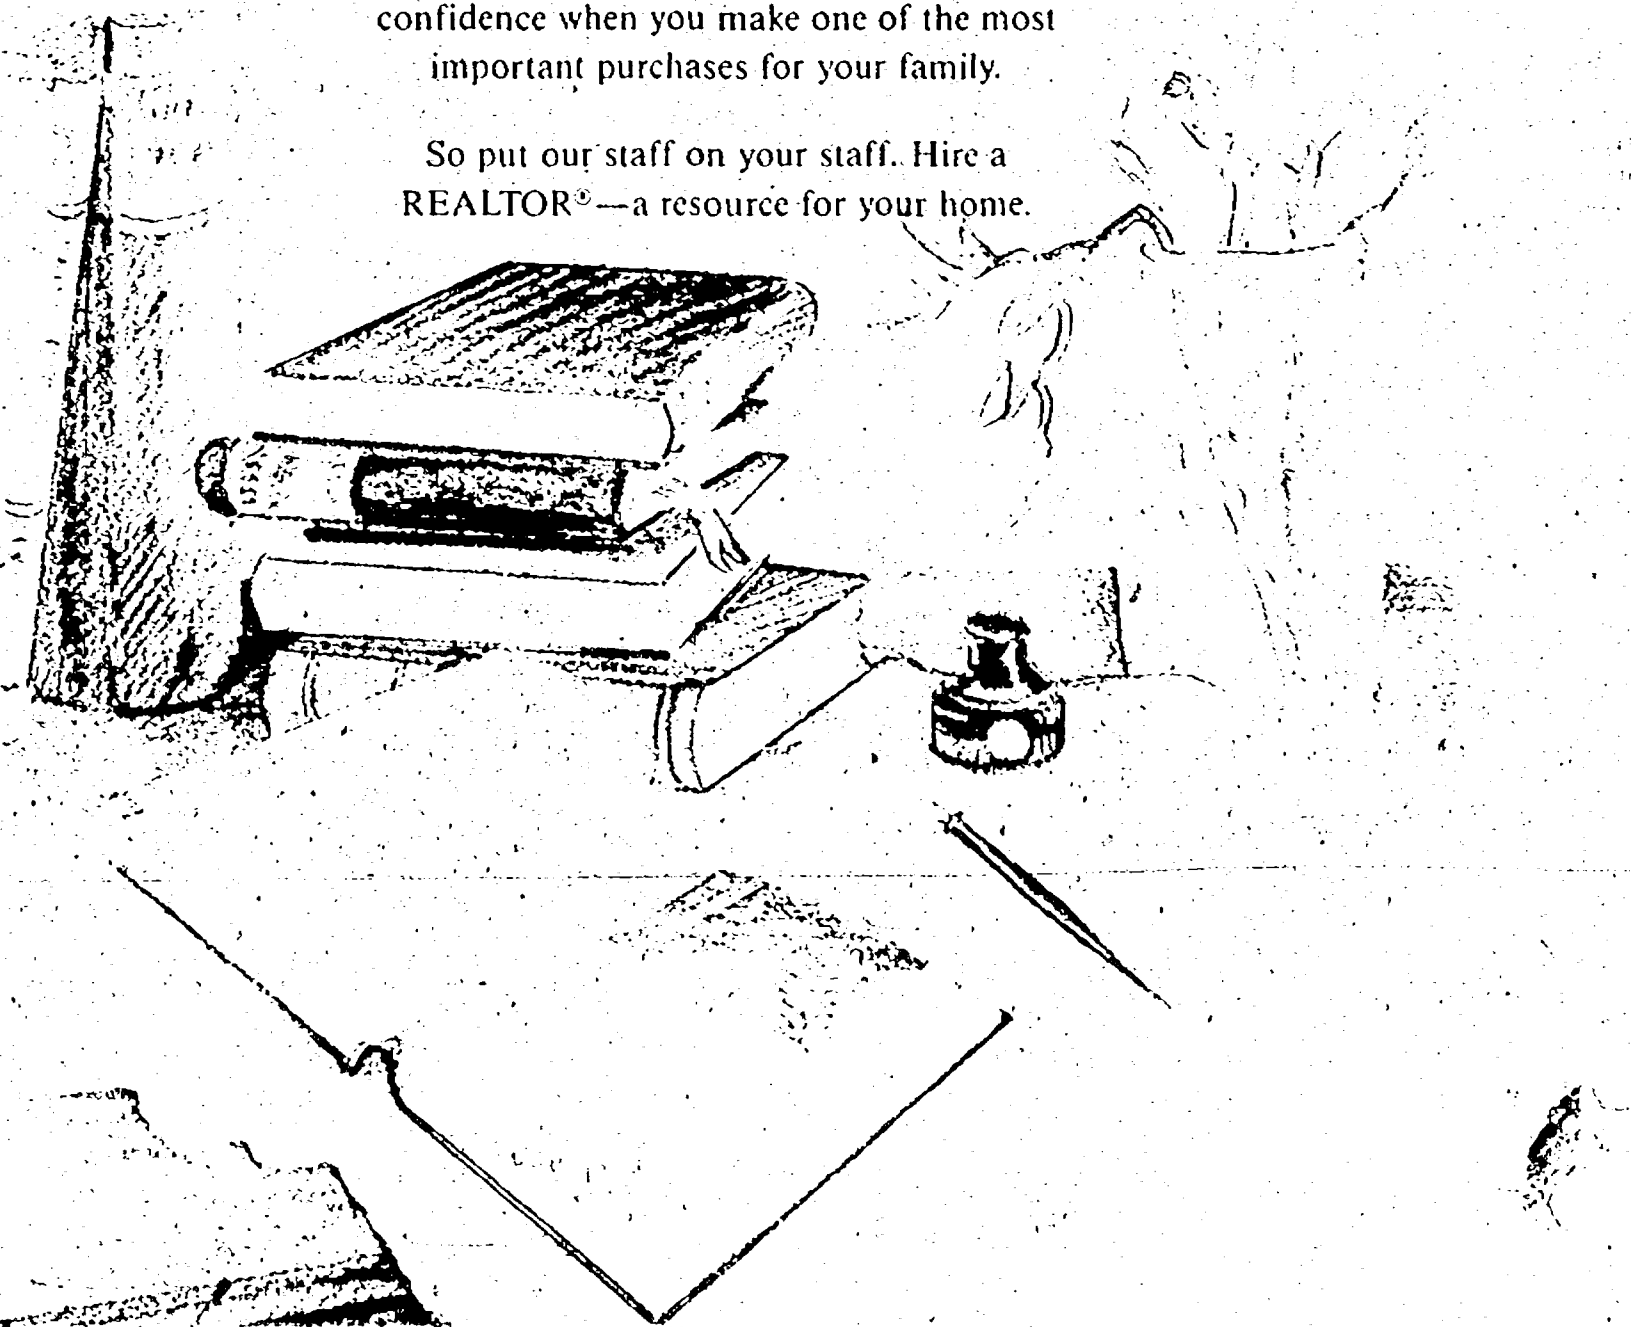 confidence when you make one of the most
important purchases for your family.
So put our staff on your staff. Hire a
REALTOR®—a resource for your home.